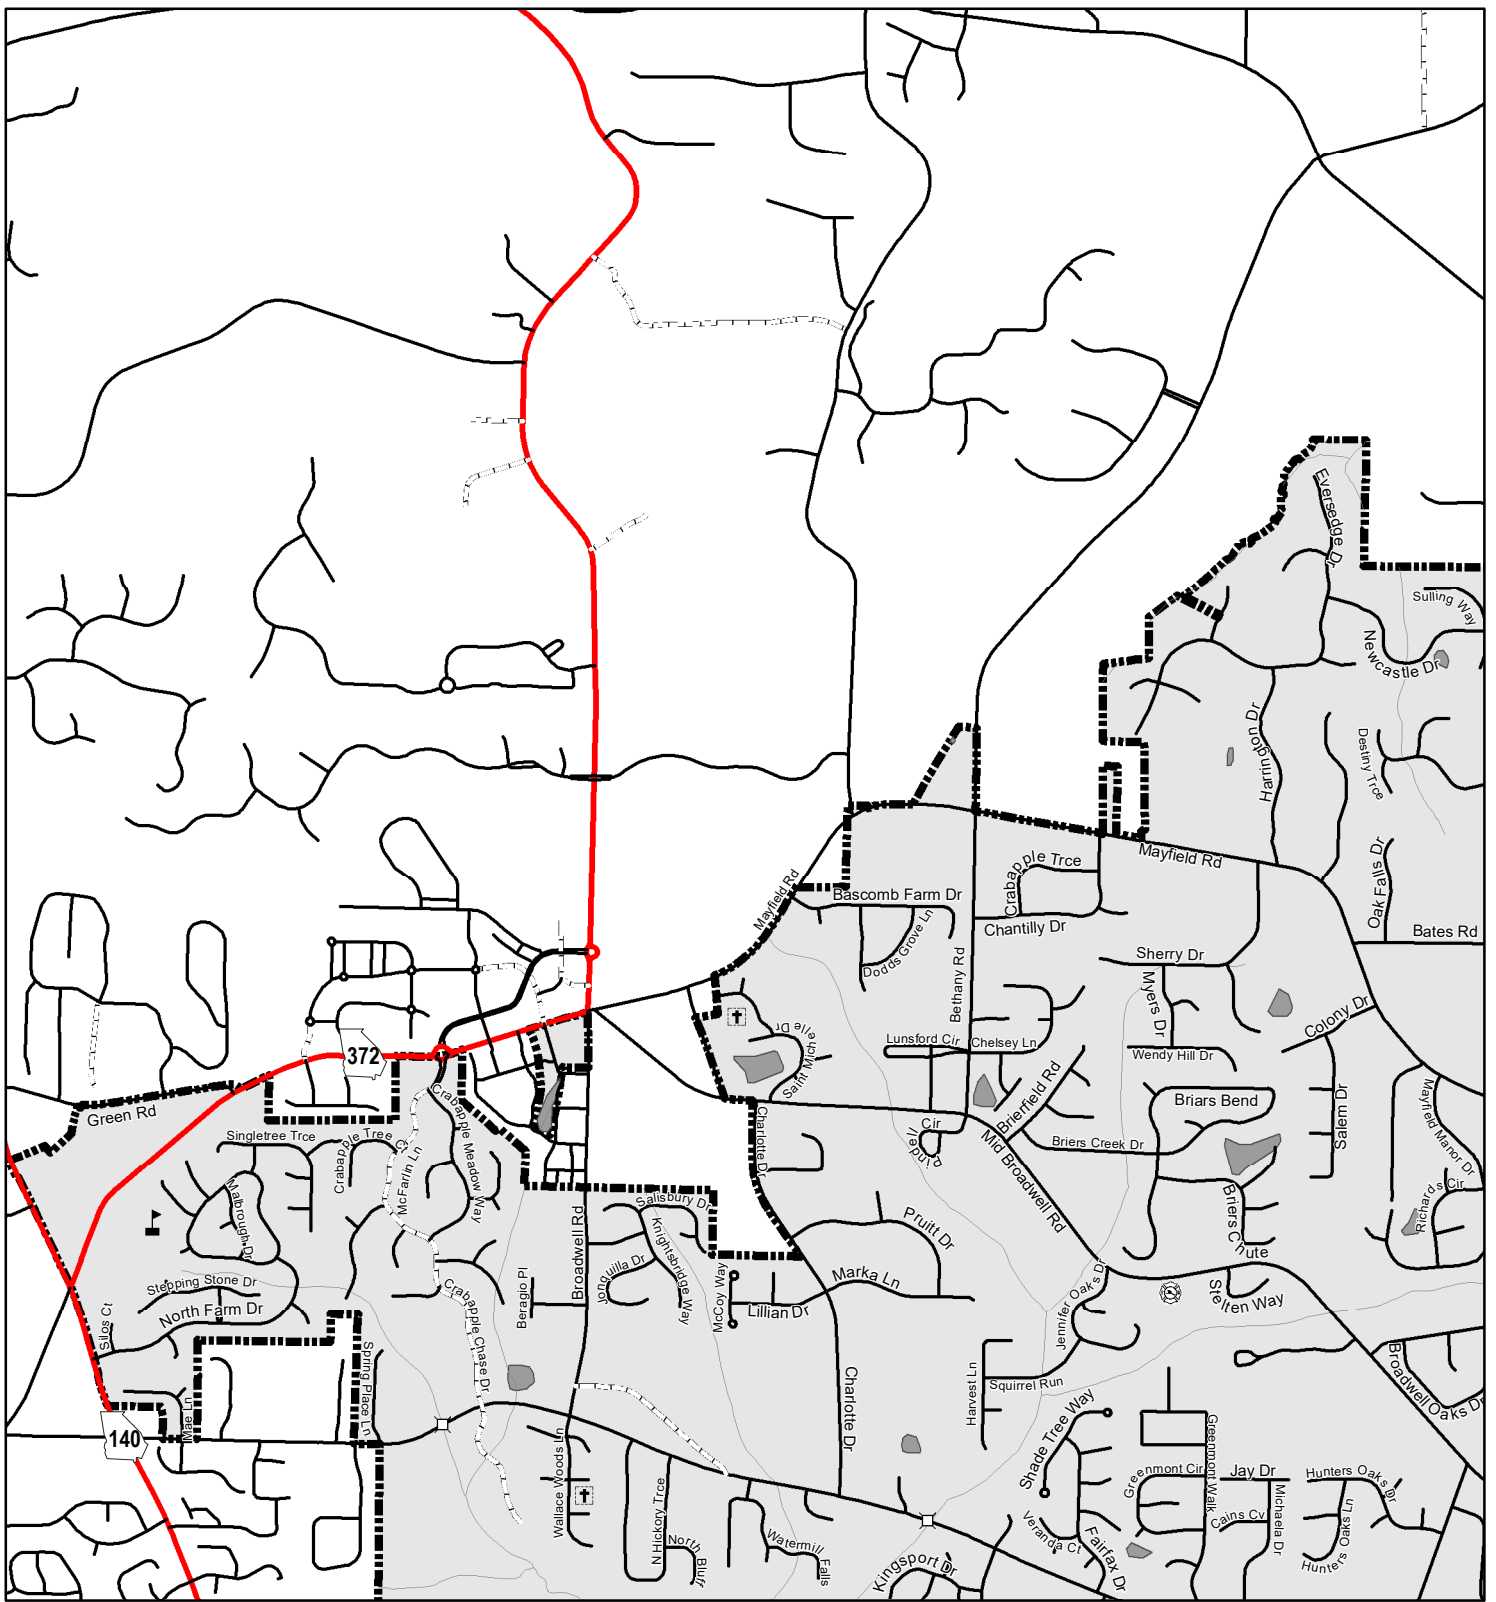 Eversedge Dr
Sulling Way
Newcastle Dr
Harrington Dr
Destiny Trce
Mayfield Rd
Crabapple Trce
Oak Falls Dr
Mayfield Rd
Bascomb Farm Dr
Dodds Grove Ln
Chantilly Dr
Bates Rd
Bethany Rd
Sherry Dr
Myers Dr
Colony Dr
Saint Michelle Dr
Lunsford Cir
Chelsey Ln
Wendy Hill Dr
372
Green Rd
Crabapple Meadow Way
Brierfield Rd
Briars Bend
Salem Dr
Mayfield Manor Dr
Singletree Trce
Crabapple Tree Ct
McFarlin Ln
Charlotte Dr
Cir
Mid Broadwell Rd
Briers Creek Dr
Malbrough Dr
Salisbury Dr
Knightsbridge Way
Broadwell Rd
Pruitt Dr
Briers Chute
Richards Cir
Stepping Stone Dr
North Farm Dr
Silos Ct
Crabapple Chase Dr
Beragio Pl
Jonquilla Dr
McCoy Way
Lillian Dr
Marka Ln
Jennifer Oaks Dr
Stelten Way
Spring Place Ln
Mae Ln
Charlotte Dr
Harvest Ln
Squirrel Run
Broadwell Oaks Dr
140
Shade Tree Way
Wallace Woods Ln
N Hickory Trce
North Bluff
Watermill Falls
Kingsport Dr
Veranda Ct
Fairfax Dr
Greenmont Cir
Greenmont Walk
Jay Dr
Cains Cv
Michaela Dr
Hunters Oaks Dr
Hunters Oaks Ln